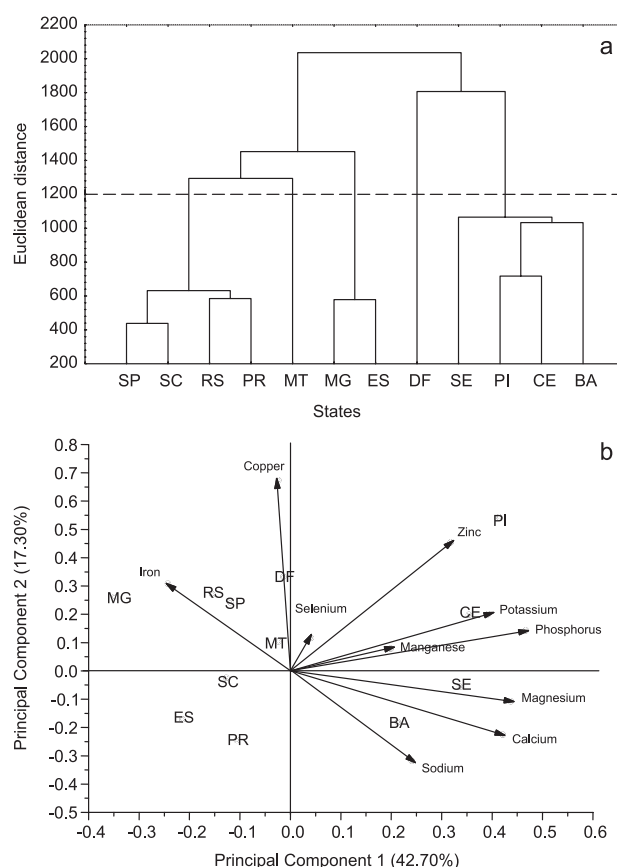 a
2200
2000
1800
1600
1400
1200
1000
800
600
400
200
Euclidean distance
SP SC RS PR MT MG ES DF SE PI CE BA
States
b
0.8
0.7
0.6
0.5
0.4
0.3
0.2
0.1
0.0
-0.1
-0.2
-0.3
-0.4
-0.5
Principal Component 2 (17.30%)
Copper
PI
Zinc
Iron
DF
RS
MG
SP
Selenium
CE
Potassium
Phosphorus
MT
Manganese
SC
SE
Magnesium
ES
BA
PR
Calcium
Sodium
-0.4 -0.3 -0.2 -0.1 0.0 0.1 0.2 0.3 0.4 0.5 0.6
Principal Component 1 (42.70%)